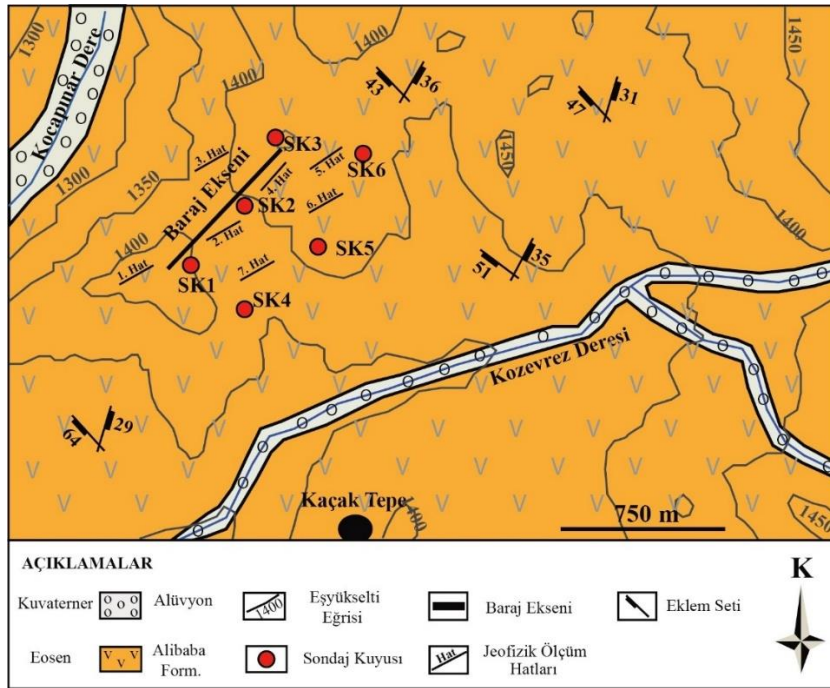 1300
1400
1450
Koçapınar Dere
43
36
47
31
3. Hat
SK3
5. Hat
SK6
1450
1300
1350
Baraj Ekseni
4. Hat
SK2
6. Hat
1400
2. Hat
SK5
1400
1. Hat
7. Hat
SK1
51
35
SK4
Kozevrez Deresi
64
29
Kaçak Tepe
1400
750 m
1450
AÇIKLAMALAR
K
Kuvaterner
Alüvyon
1400
Eşyükselti
Eğrisi
Baraj Ekseni
Eklem Seti
Eosen
V V V
Alibaba
Form.
Sondaj Kuyusu
Hat
Jeofizik Ölçüm
Hatları